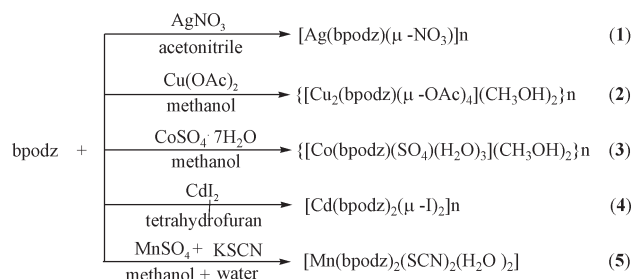 AgNO₃
acetonitrile
[Ag(bpodz)(μ -NO₃)]n (1)
Cu(OAc)₂
methanol
{[Cu₂(bpodz)(μ -OAc)₄](CH₃OH)₂}n (2)
bpodz +
CoSO₄· 7H₂O
methanol
{[Co(bpodz)(SO₄)(H₂O)₃](CH₃OH)₂}n (3)
CdI₂
tetrahydrofuran
[Cd(bpodz)₂(μ -I)₂]n (4)
MnSO₄ + KSCN
methanol + water
[Mn(bpodz)₂(SCN)₂(H₂O )₂] (5)